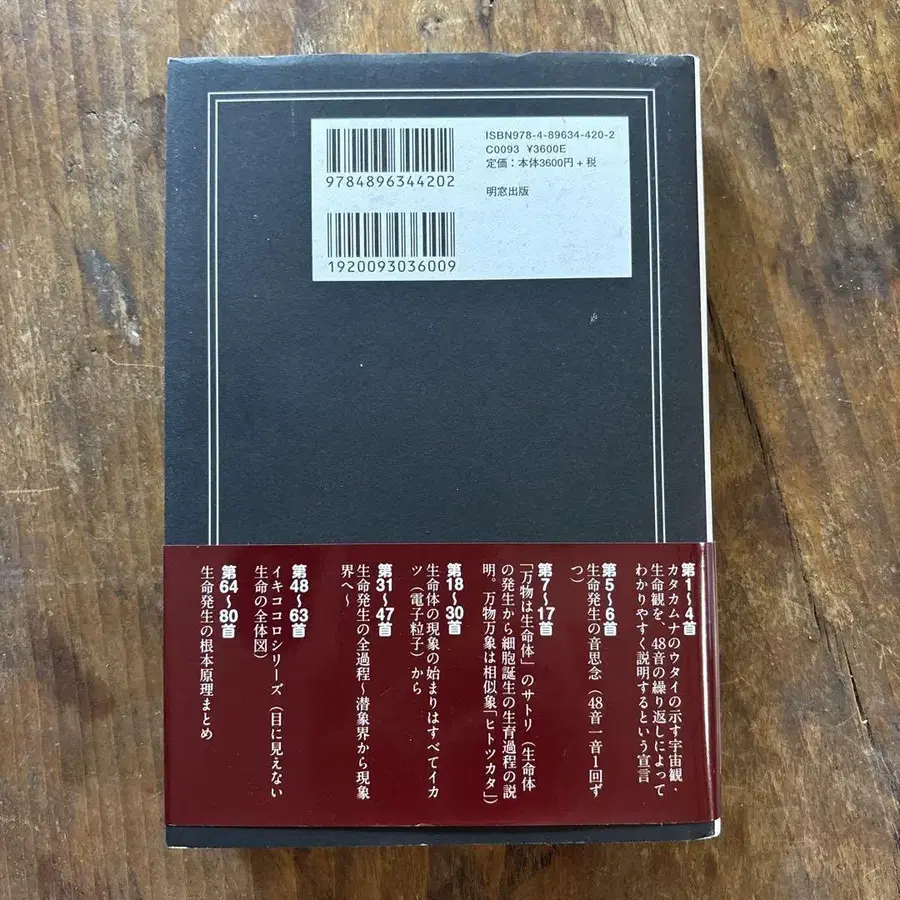 ISBN978-4-89634-420-2
C0093 ¥3600E
定価：本体3600円＋税
明窓出版
9784896344202
1920093036009
第1〜4首
カタカムナのウタイの示す宇宙観・
生命観を、48音の繰り返しによって
わかりやすく説明するという宣言
第5〜6首
生命発生の音思念（48音一音1回ず
つ）
第7〜17首
「万物は生命体」のサトリ（生命体
の発生から細胞誕生の生育過程の説
明。万物万象は相似象「ヒトツカタ」）
第18〜30首
生命体の現象の始まりはすべてイカ
ツ（電子粒子）から
第31〜47首
生命発生の全過程〜潜象界から現象
界へ〜
第48〜63首
イキココロシリーズ（目に見えない
生命の全体図）
第64〜80首
生命発生の根本原理まとめ